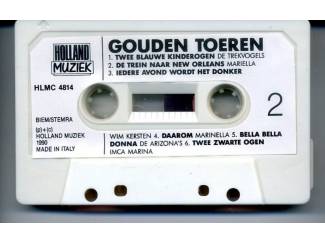 HOLLAND
MUZIEK
GOUDEN TOEREN
1. TWEE BLAUWE KINDEROGEN DE TREKVOGELS
2. DE TREIN NAAR NEW ORLEANS MARIELLA
3. IEDERE AVOND WORDT HET DONKER
HLMC 4814
2
BIEM/STEMRA
(p)+(c)
HOLLAND MUZIEK
1990
MADE IN ITALY
WIM KERSTEN 4. DAAROM MARINELLA 5. BELLA BELLA
DONNA DE ARIZONA'S 6. TWEE ZWARTE OGEN
IMCA MARINA